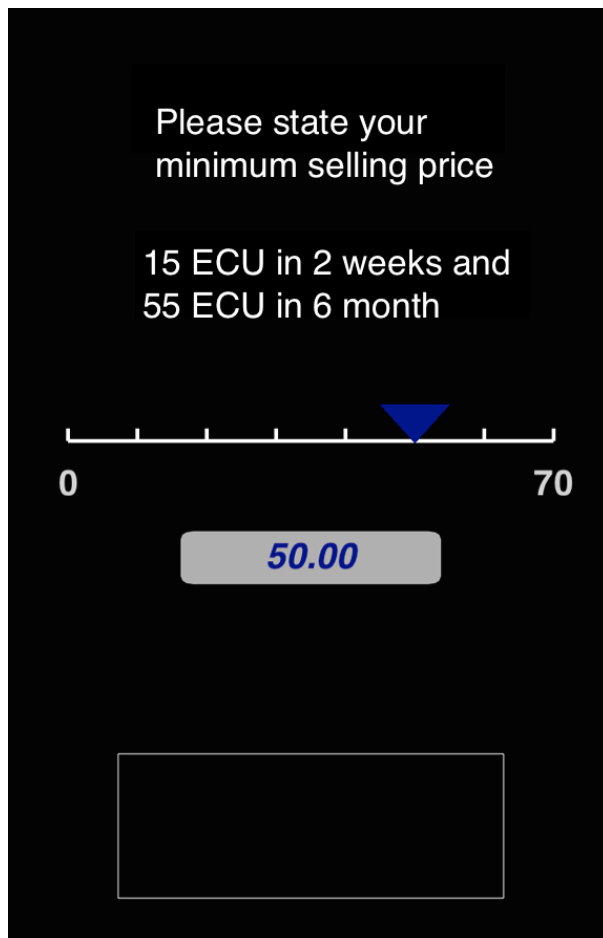 Please state your
minimum selling price
15 ECU in 2 weeks and
55 ECU in 6 month
0 70
50.00